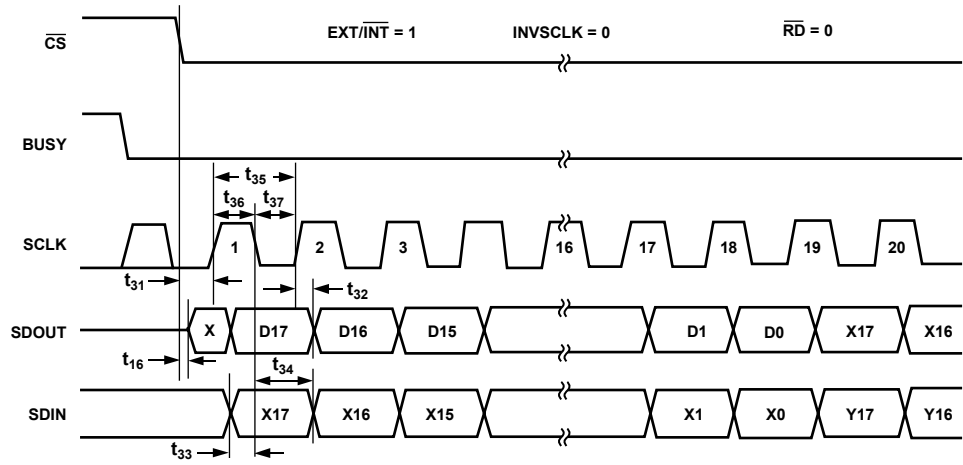 EXT/INT = 1 INVSCLK = 0 RD = 0
CS
BUSY
t35
t36 t37
SCLK 1 2 3 16 17 18 19 20
t31 t32
SDOUT X D17 D16 D15 D1 D0 X17 X16
t16 t34
SDIN X17 X16 X15 X1 X0 Y17 Y16
t33